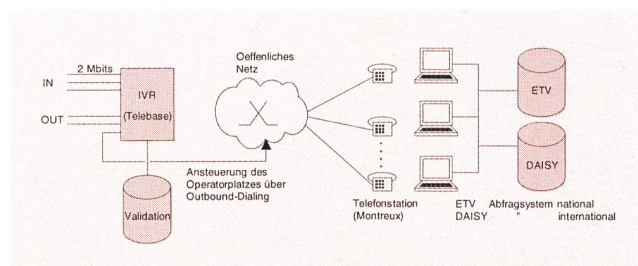 2 Mbits
IN
IVR
(Telebase)
OUT
Validation
Oeffenliches
Netz
Ansteuerung des
Operatorplatzes über
Outbound-Dialing
Telefonstation
(Montreux)
ETV
DAISY
ETV Abfragsystem national
DAISY " international